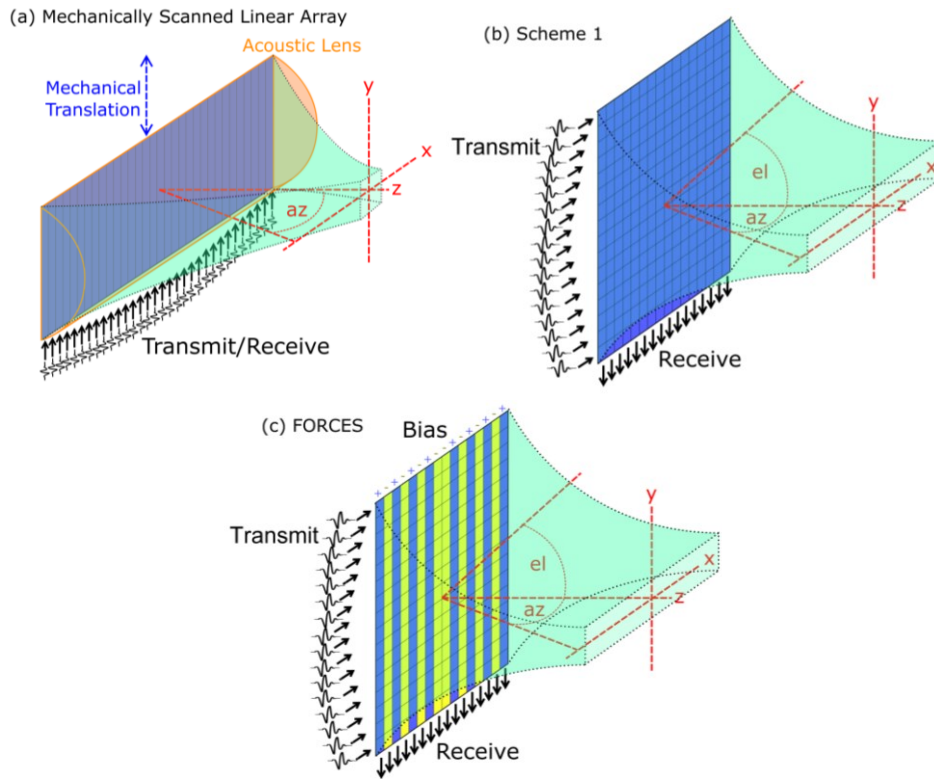 (a) Mechanically Scanned Linear Array
Acoustic Lens
Mechanical
Translation
y
x
z
az
Transmit/Receive
(b) Scheme 1
Transmit
el
az
y
x
z
Receive
(c) FORCES
Bias
+ - + - + - + - +
Transmit
el
az
y
x
z
Receive